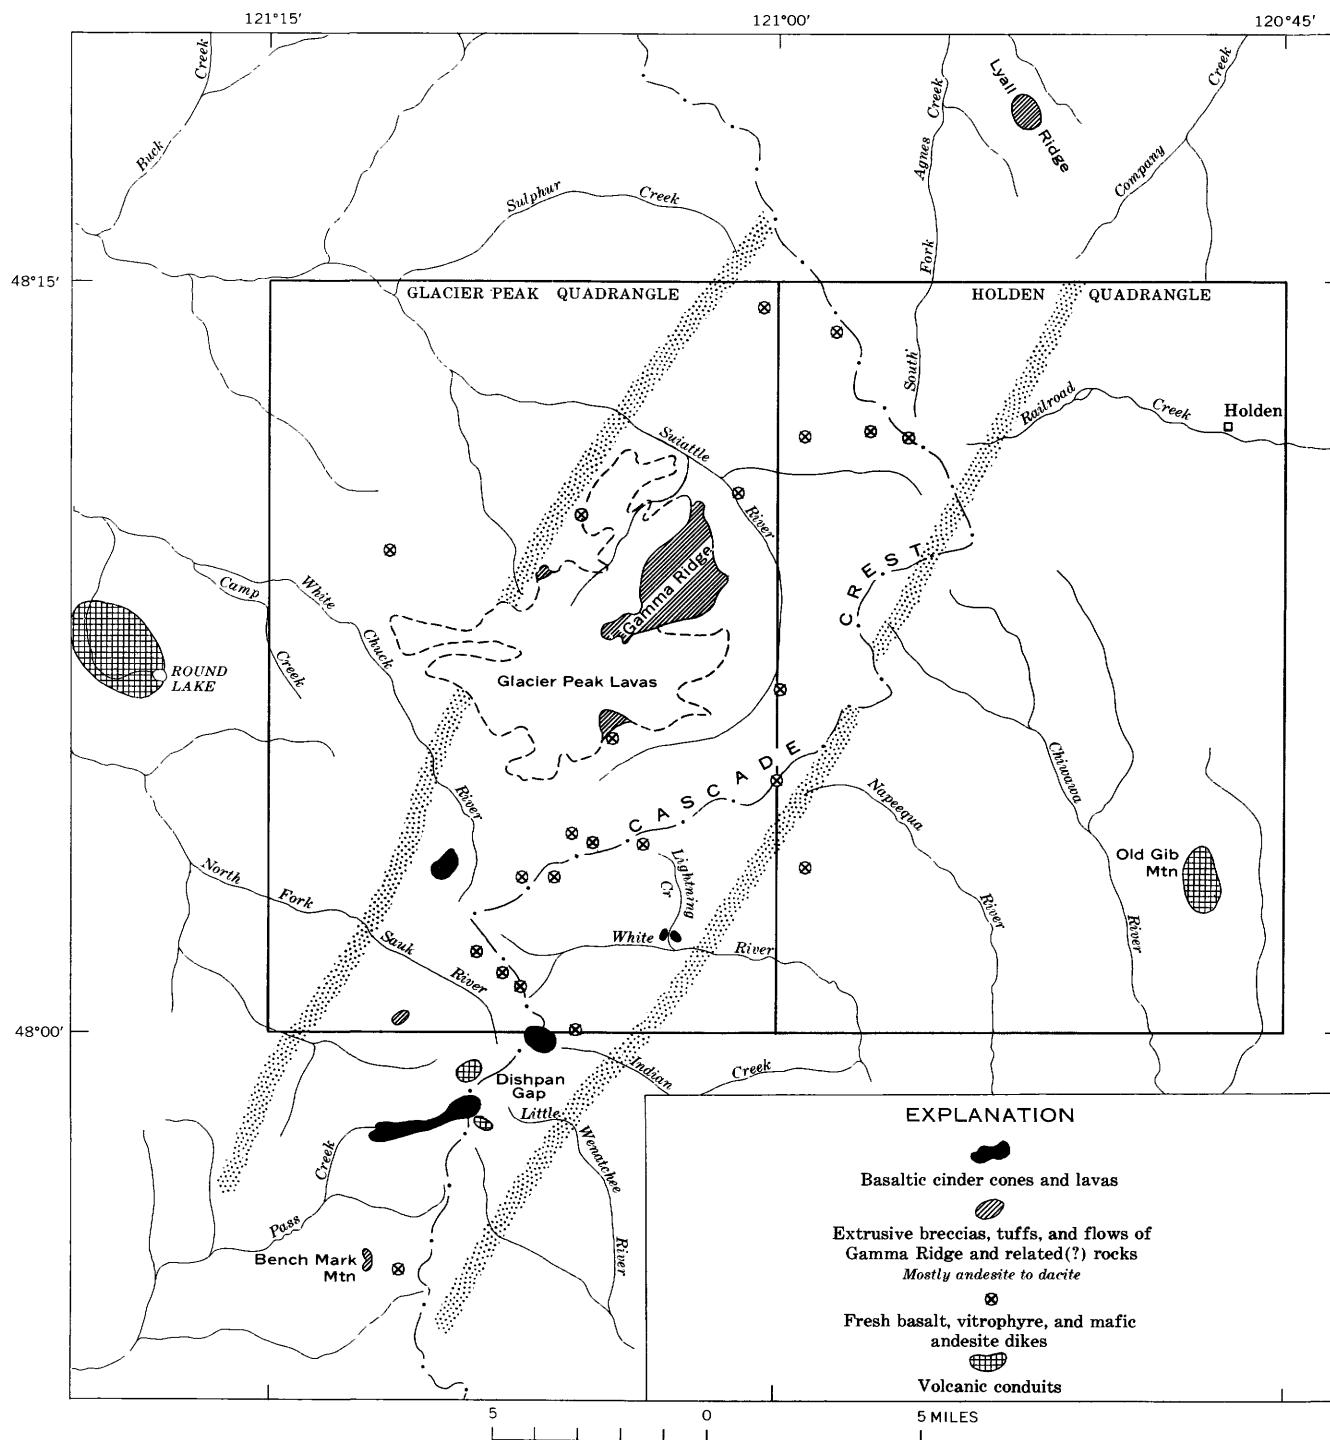 121°15′
121°00′
120°45′
Buck
Creek
Sulphur
Creek
Agnes
Creek
Lyall
Ridge
Company
Creek
South
Fork
48°15′
GLACIER PEAK QUADRANGLE
HOLDEN QUADRANGLE
Railroad
Creek
Holden
Suiattle
River
Gamma Ridge
Camp
Creek
White
Chuck
River
ROUND
LAKE
Glacier Peak Lavas
CASCADE
CREST
Napeequa
River
Chiwawa
River
Old Gib
Mtn
Lightning
Cr
White
River
North
Fork
Sauk
River
48°00′
Indian
Creek
Dishpan
Gap
Little
Wenatchee
River
Pass
Creek
Bench Mark
Mtn
EXPLANATION
Basaltic cinder cones and lavas
Extrusive breccias, tuffs, and flows of
Gamma Ridge and related(?) rocks
Mostly andesite to dacite
Fresh basalt, vitrophyre, and mafic
andesite dikes
Volcanic conduits
5
0
5 MILES